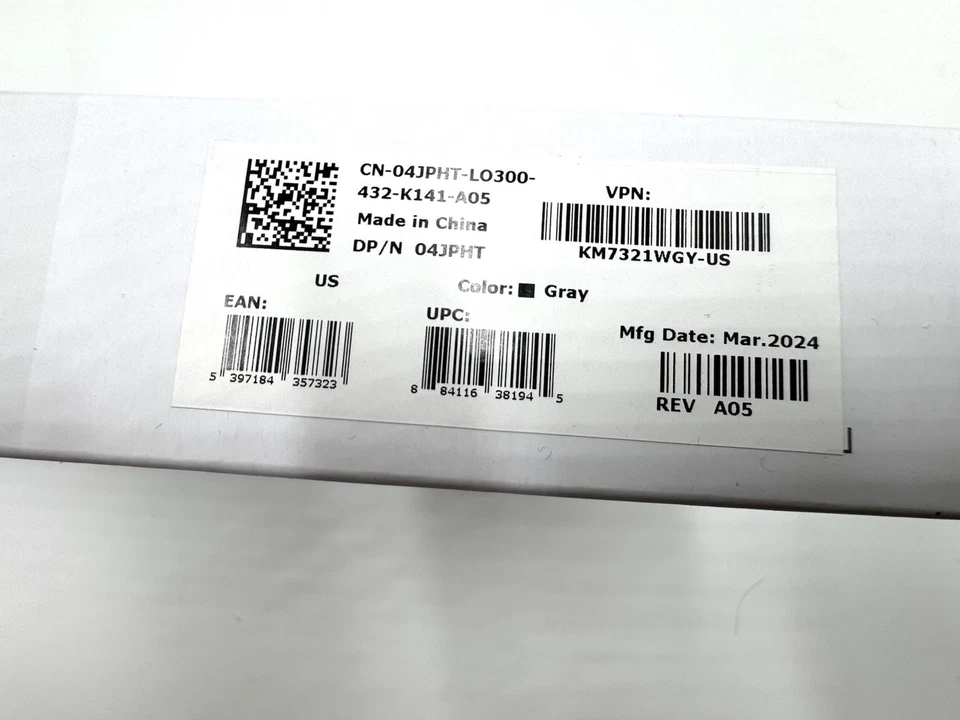 CN-04JPHT-LO300-
432-K141-A05
Made in China
DP/N 04JPHT
VPN:
KM7321WGY-US
US
Color: Gray
EAN:
5 397184 357323
UPC:
8 84116 38194 5
Mfg Date: Mar.2024
REV A05